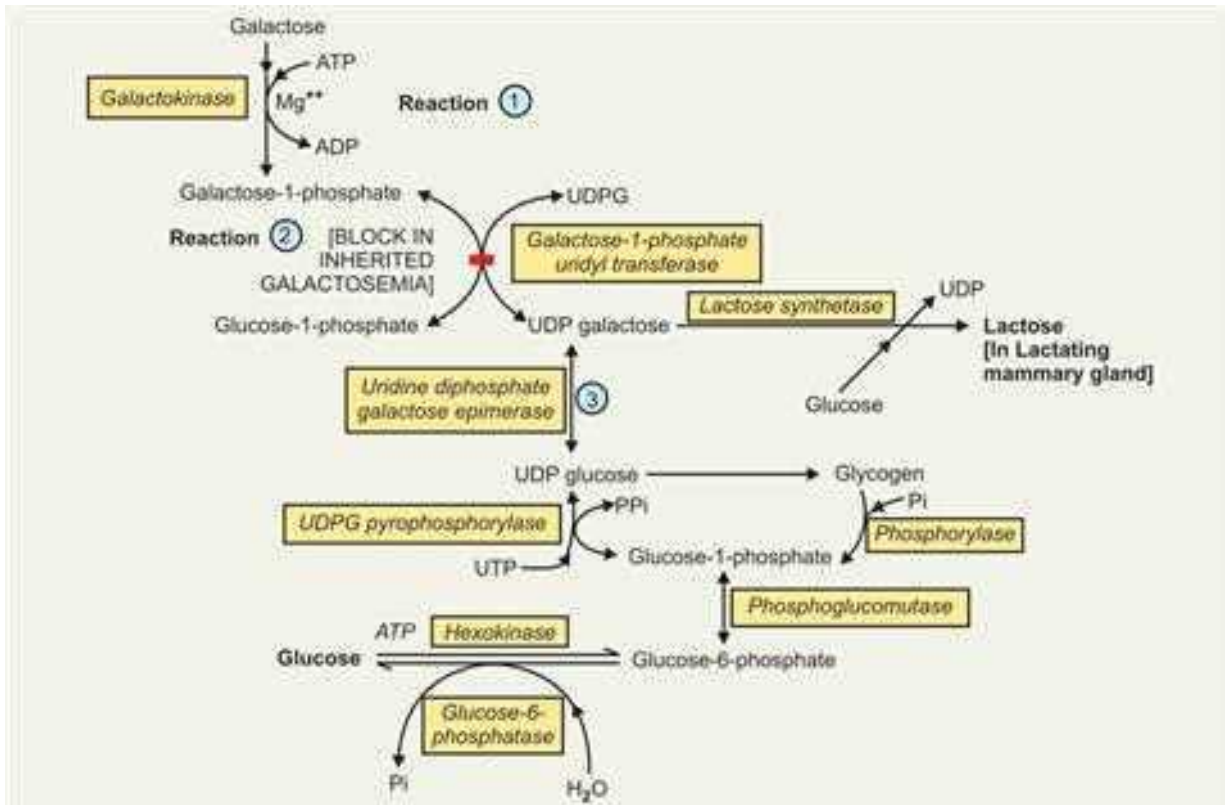 Galactose
ATP
Galactokinase
Mg++
Reaction 1
ADP
Galactose-1-phosphate
UDPG
Reaction 2
[BLOCK IN
INHERITED
GALACTOSEMIA]
Galactose-1-phosphate
uridyl transferase
Lactose synthetase
UDP
Glucose-1-phosphate
UDP galactose
Lactose
[In Lactating
mammary gland]
Uridine diphosphate
galactose epimerase
3
Glucose
UDP glucose
Glycogen
PPi
Pi
UDPG pyrophosphorylase
Phosphorylase
UTP
Glucose-1-phosphate
Phosphoglucomutase
ATP
Hexokinase
Glucose
Glucose-6-phosphate
Glucose-6-
phosphatase
Pi
H2O